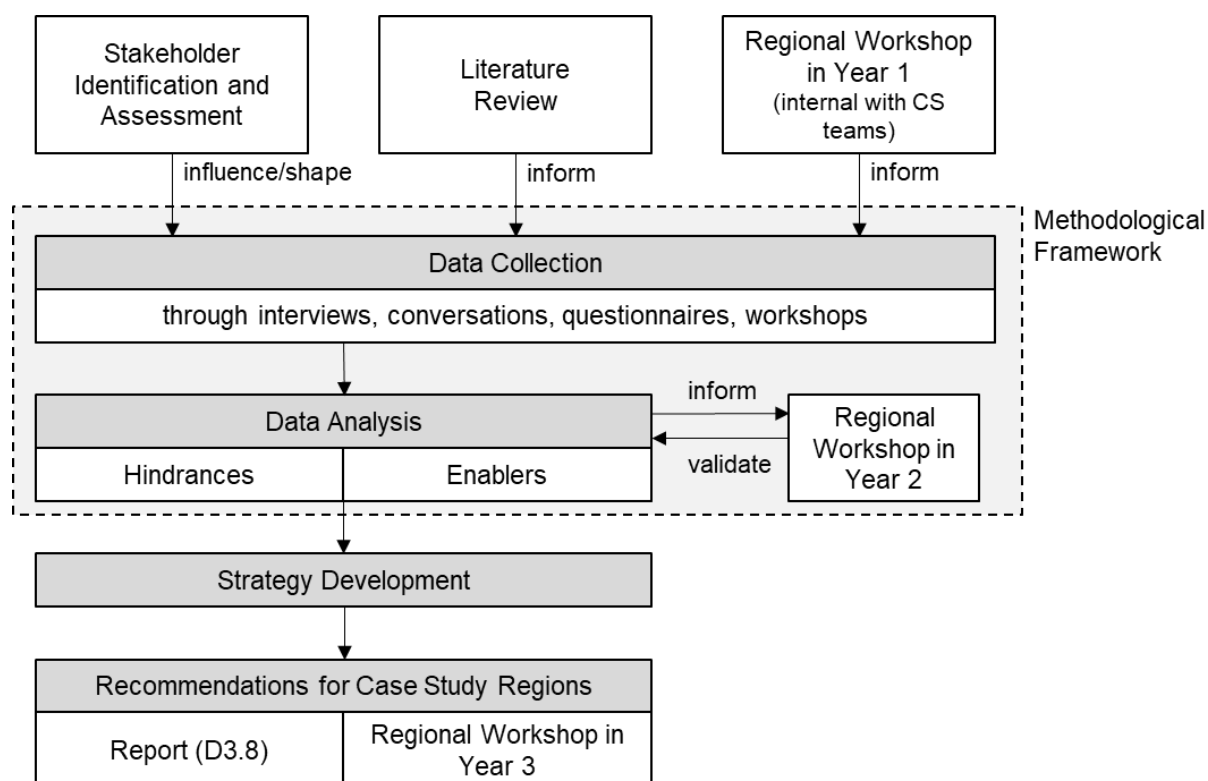 Stakeholder
Identification and
Assessment
Literature
Review
Regional Workshop
in Year 1
(internal with CS
teams)
influence/shape
inform
inform
Methodological
Framework
Data Collection
through interviews, conversations, questionnaires, workshops
Data Analysis
Hindrances
Enablers
inform
validate
Regional
Workshop in
Year 2
Strategy Development
Recommendations for Case Study Regions
Report (D3.8)
Regional Workshop in
Year 3